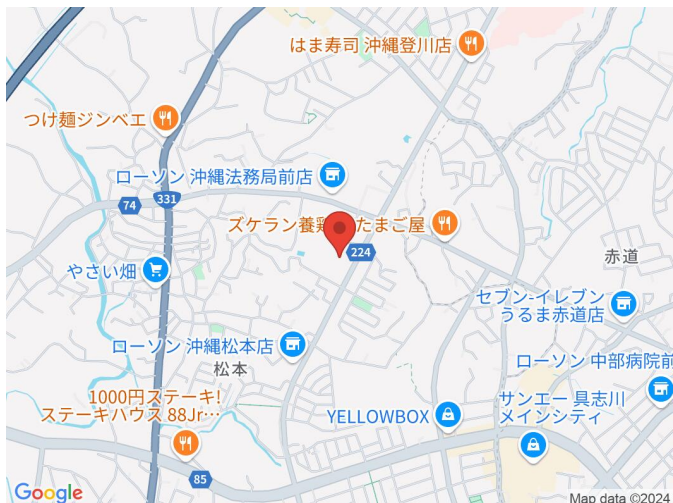 はま寿司 沖縄登川店
つけ麺ジンベエ
ローソン 沖縄法務局前店
74
331
ズケラン養鶏
たまご屋
224
赤道
やさい畑
セブン-イレブン
うるま赤道店
ローソン 沖縄松本店
松本
ローソン 中部病院前
1000円ステーキ!
ステーキハウス 88Jr…
YELLOWBOX
サンエー 具志川
メインシティ
85
Google
Map data ©2024